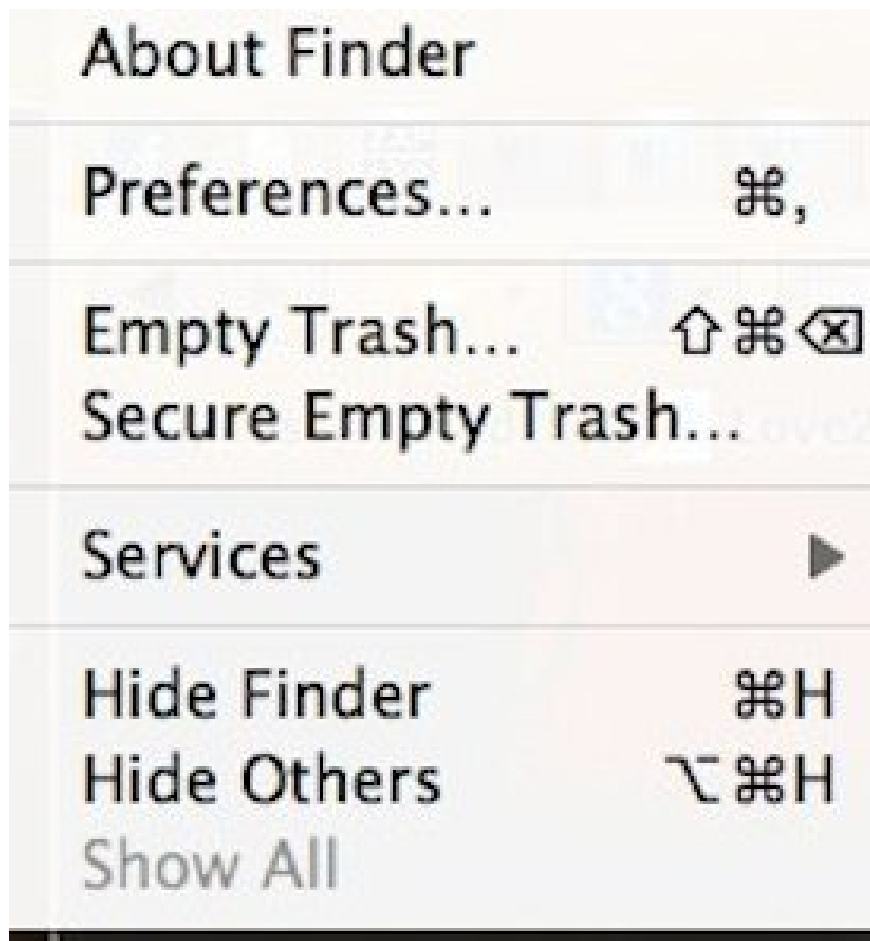 About Finder
Preferences... ⌘,
Empty Trash... ⇧⌘⌫
Secure Empty Trash...
Services ▶
Hide Finder ⌘H
Hide Others ⌥⌘H
Show All